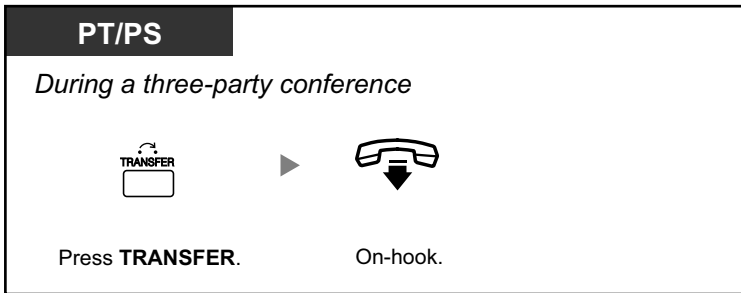 PT/PS
During a three-party conference
TRANSFER
Press TRANSFER.
On-hook.